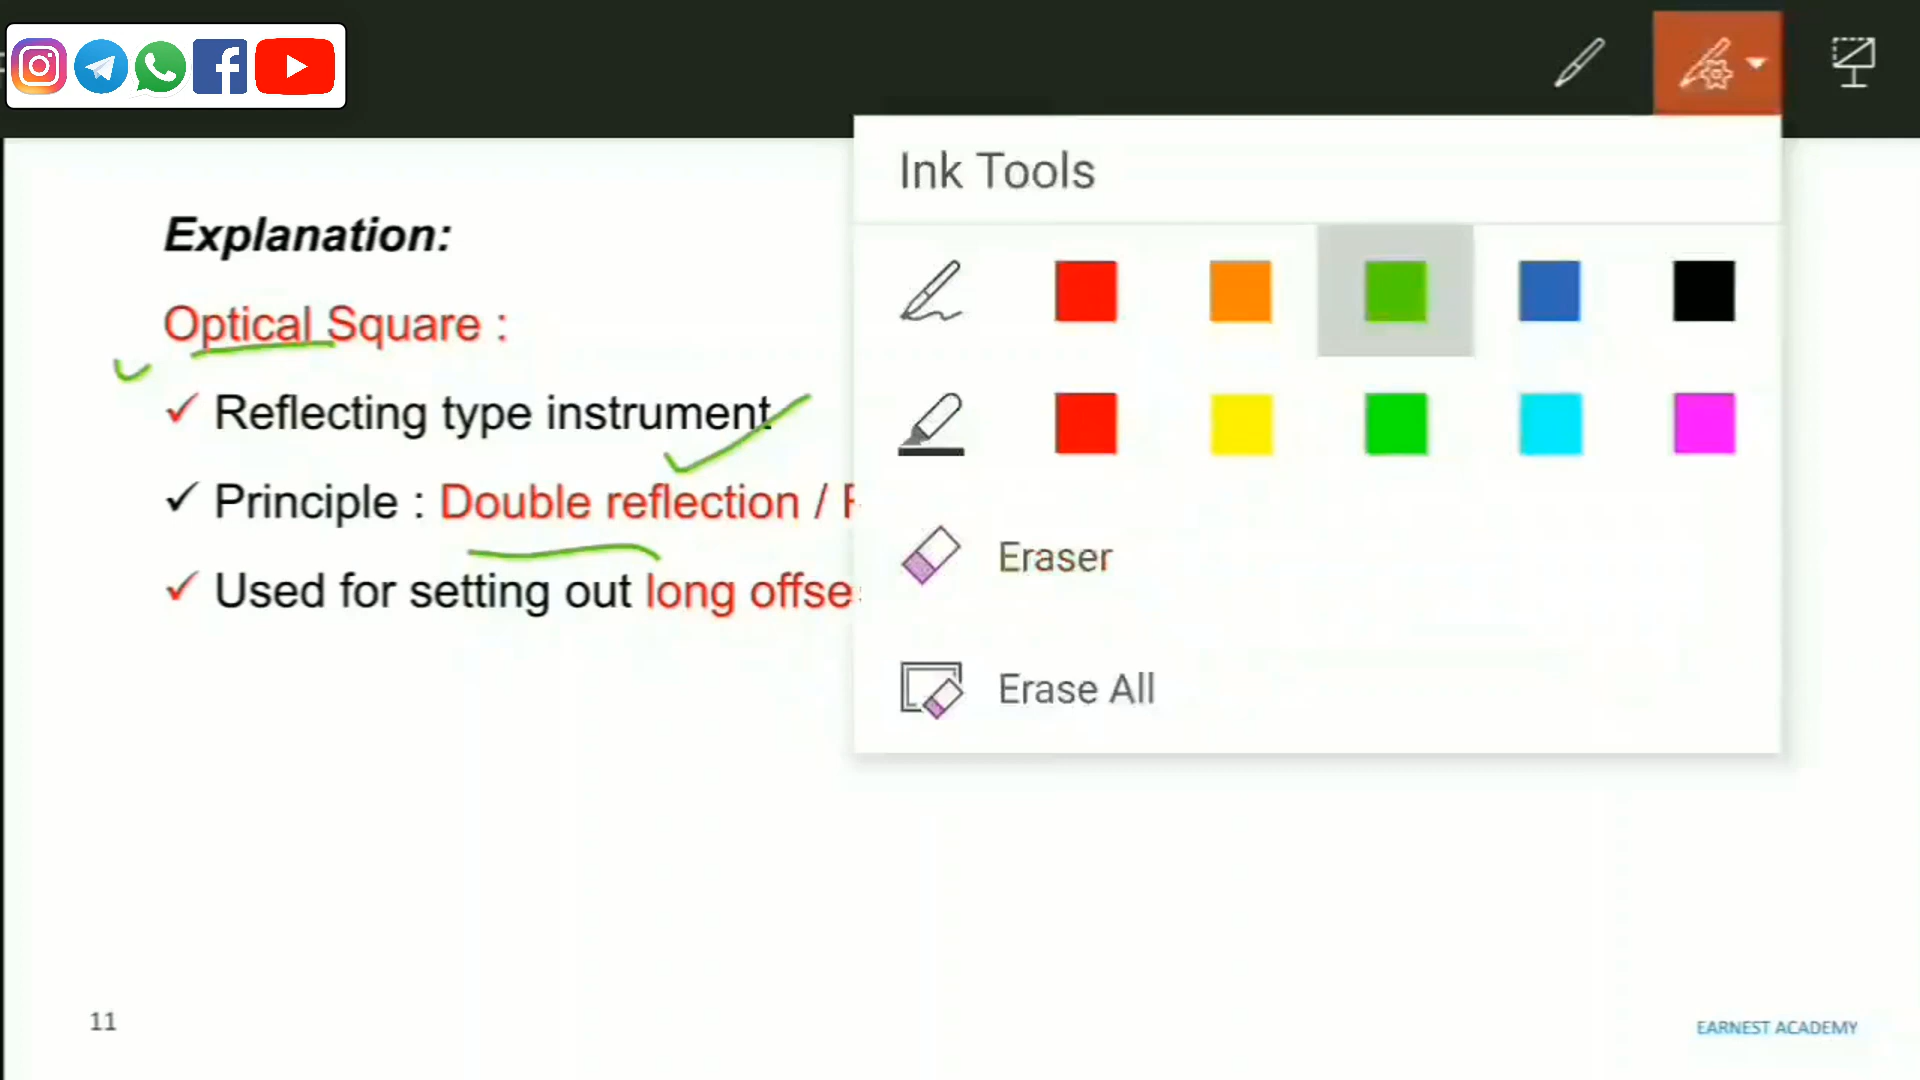 Ink Tools
Explanation:
Optical Square :
Reflecting type instrument
Principle : Double reflection /
Used for setting out long offse
Eraser
Erase All
11
EARNEST ACADEMY